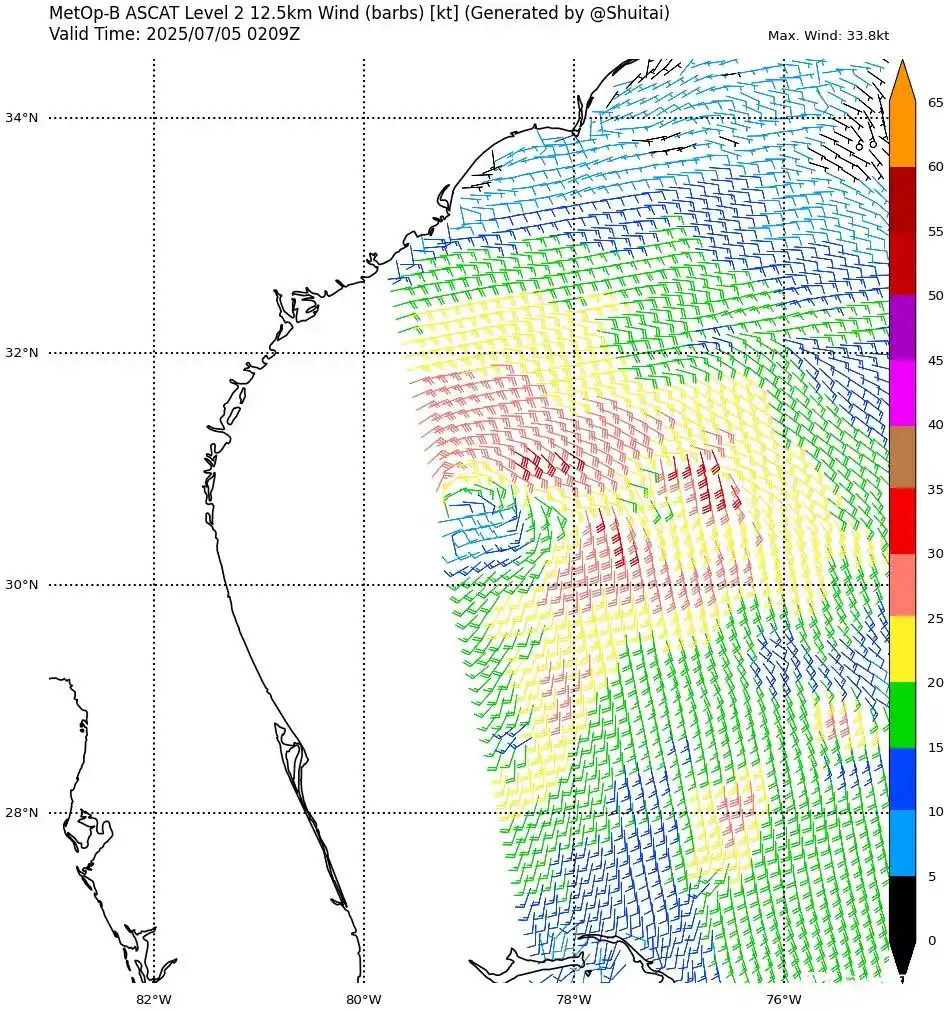 MetOp-B ASCAT Level 2 12.5km Wind (barbs) [kt] (Generated by @Shuitai)
Valid Time: 2025/07/05 0209Z
Max. Wind: 33.8kt
34°N
32°N
30°N
28°N
82°W
80°W
78°W
76°W
65
60
55
50
45
40
35
30
25
20
15
10
5
0